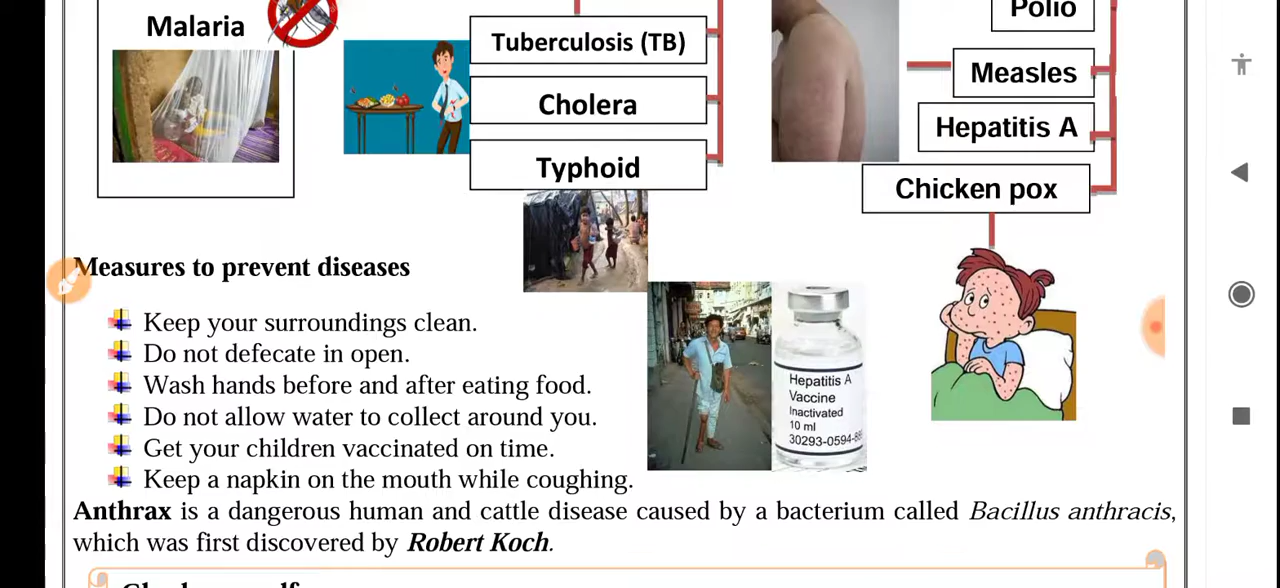 Malaria
Tuberculosis (TB)
Cholera
Typhoid
Polio
Measles
Hepatitis A
Chicken pox
Measures to prevent diseases
Keep your surroundings clean.
Do not defecate in open.
Wash hands before and after eating food.
Do not allow water to collect around you.
Get your children vaccinated on time.
Keep a napkin on the mouth while coughing.
Hepatitis A
Vaccine
Inactivated
10 ml
30293-0594-
Anthrax is a dangerous human and cattle disease caused by a bacterium called Bacillus anthracis,
which was first discovered by Robert Koch.